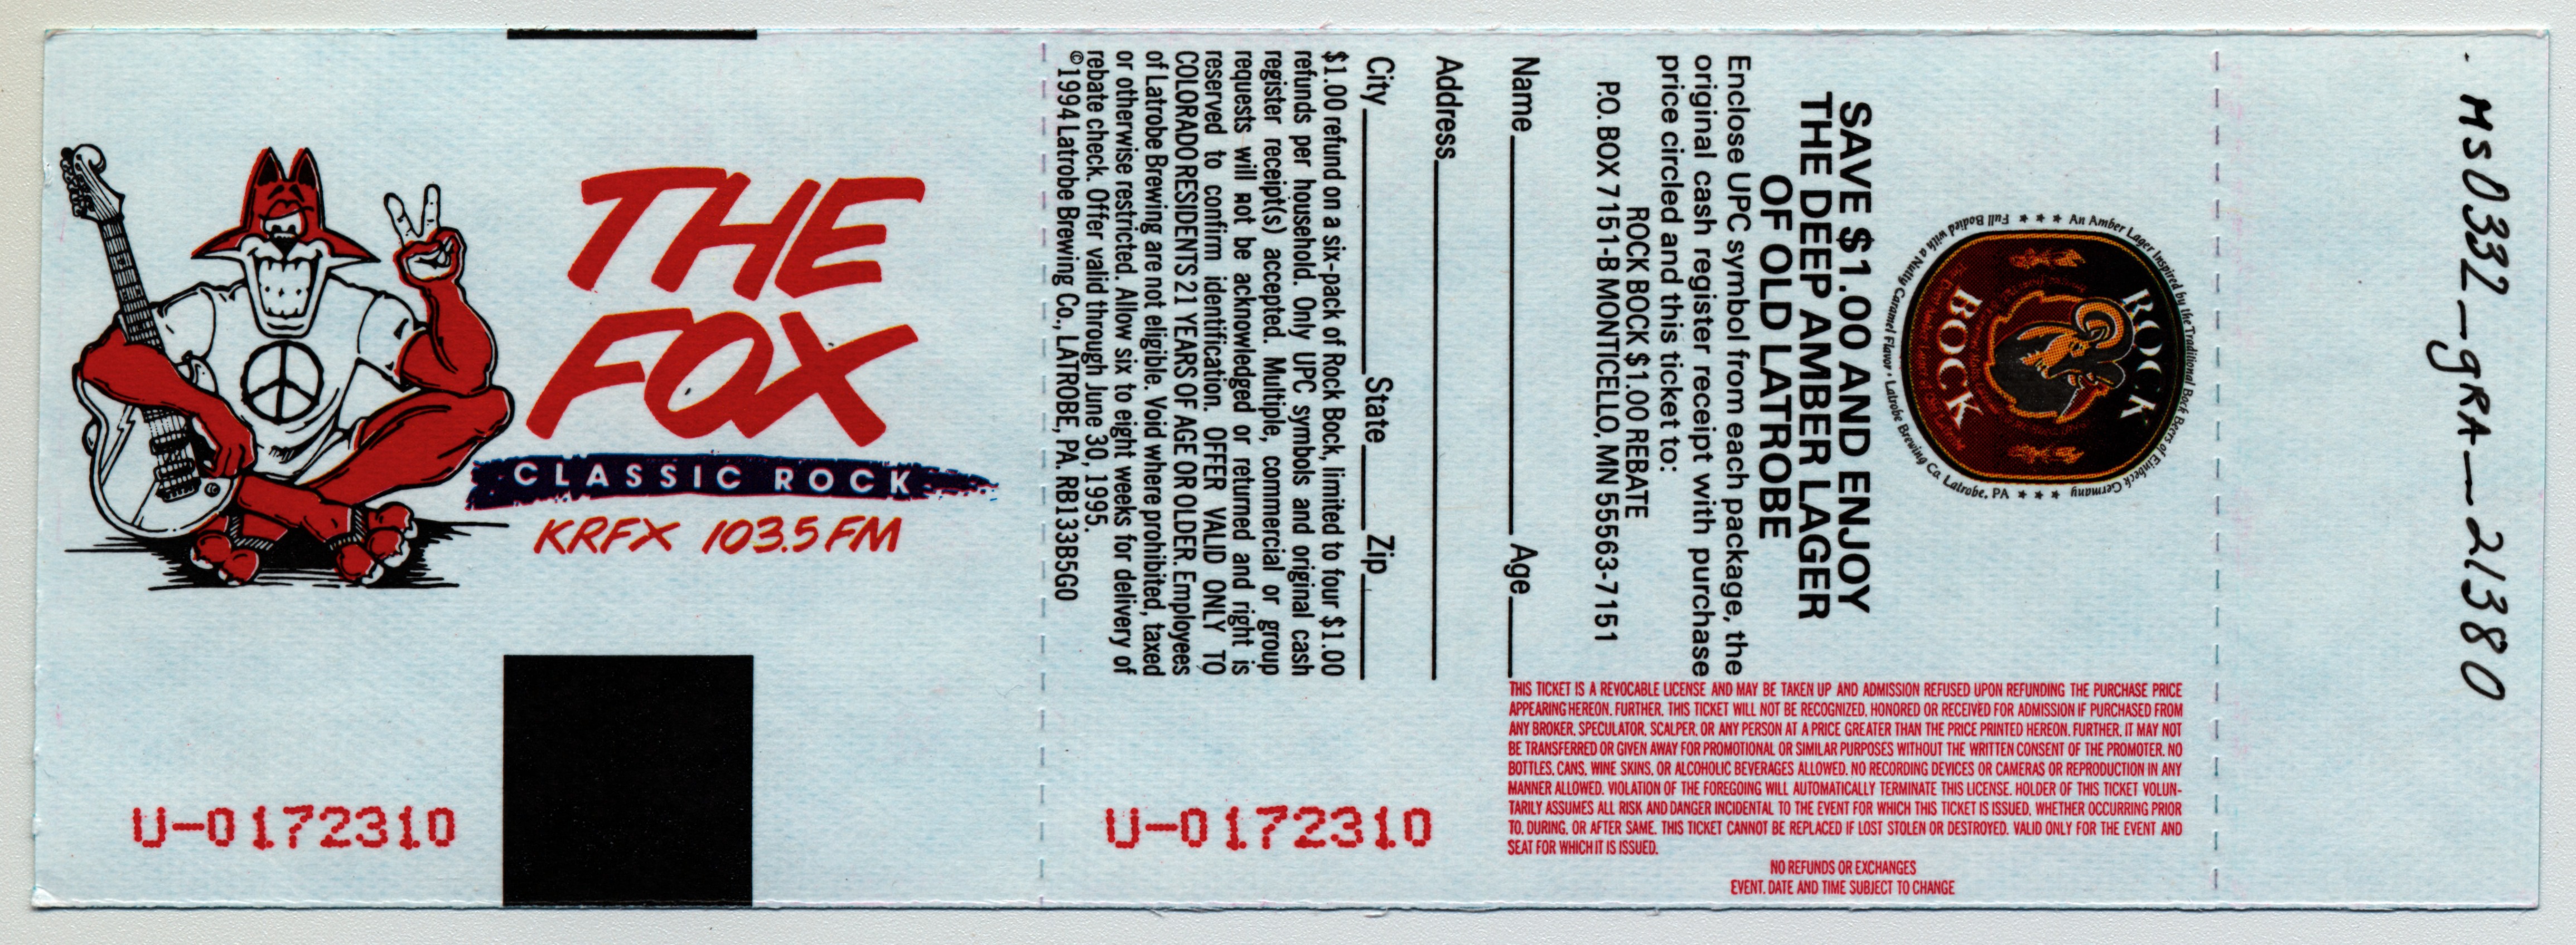 THE
FOX
CLASSIC ROCK
KRFX 103.5 FM
U-0172310
An Amber Lager Inspired by the Traditional Bock Beers of Einbeck Germany
★ ★ ★
Full Bodied with a Nutty Caramel Flavor • Latrobe Brewing Co. Latrobe, PA
★ ★ ★
ROCK
BOCK
SAVE $1.00 AND ENJOY
THE DEEP AMBER LAGER
OF OLD LATROBE
Enclose UPC symbol from each package, the
original cash register receipt with purchase
price circled and this ticket to:
ROCK BOCK $1.00 REBATE
P.O. BOX 7151-B MONTICELLO, MN 55563-7151
Name Age
Address
City State Zip
$1.00 refund on a six-pack of Rock Bock, limited to four $1.00
refunds per household. Only UPC symbols and original cash
register receipt(s) accepted. Multiple, commercial or group
requests will not be acknowledged or returned and right is
reserved to confirm identification. OFFER VALID ONLY TO
COLORADO RESIDENTS 21 YEARS OF AGE OR OLDER. Employees
of Latrobe Brewing are not eligible. Void where prohibited, taxed
or otherwise restricted. Allow six to eight weeks for delivery of
rebate check. Offer valid through June 30, 1995.
©1994 Latrobe Brewing Co., LATROBE, PA. RB133B5G0
U-0172310
THIS TICKET IS A REVOCABLE LICENSE AND MAY BE TAKEN UP AND ADMISSION REFUSED UPON REFUNDING THE PURCHASE PRICE
APPEARING HEREON. FURTHER, THIS TICKET WILL NOT BE RECOGNIZED, HONORED OR RECEIVED FOR ADMISSION IF PURCHASED FROM
ANY BROKER, SPECULATOR, SCALPER, OR ANY PERSON AT A PRICE GREATER THAN THE PRICE PRINTED HEREON. FURTHER, IT MAY NOT
BE TRANSFERRED OR GIVEN AWAY FOR PROMOTIONAL OR SIMILAR PURPOSES WITHOUT THE WRITTEN CONSENT OF THE PROMOTER. NO
BOTTLES, CANS, WINE SKINS, OR ALCOHOLIC BEVERAGES ALLOWED. NO RECORDING DEVICES OR CAMERAS OR REPRODUCTION IN ANY
MANNER ALLOWED. VIOLATION OF THE FOREGOING WILL AUTOMATICALLY TERMINATE THIS LICENSE. HOLDER OF THIS TICKET VOLUN-
TARILY ASSUMES ALL RISK AND DANGER INCIDENTAL TO THE EVENT FOR WHICH THIS TICKET IS ISSUED, WHETHER OCCURRING PRIOR
TO, DURING, OR AFTER SAME. THIS TICKET CANNOT BE REPLACED IF LOST STOLEN OR DESTROYED. VALID ONLY FOR THE EVENT AND
SEAT FOR WHICH IT IS ISSUED.
NO REFUNDS OR EXCHANGES
EVENT, DATE AND TIME SUBJECT TO CHANGE
MS0332—gRA—21380